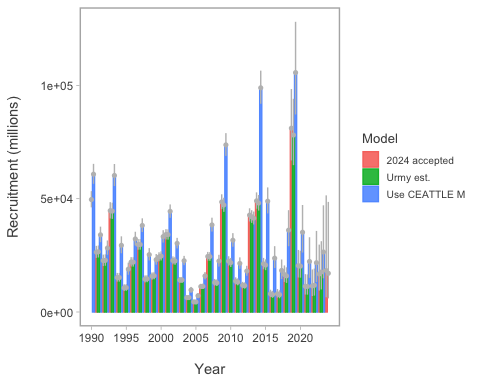 1e+05
5e+04
0e+00
Recruitment (millions)
1990 1995 2000 2005 2010 2015 2020
Year
Model
2024 accepted
Urmy est.
Use CEATTLE M